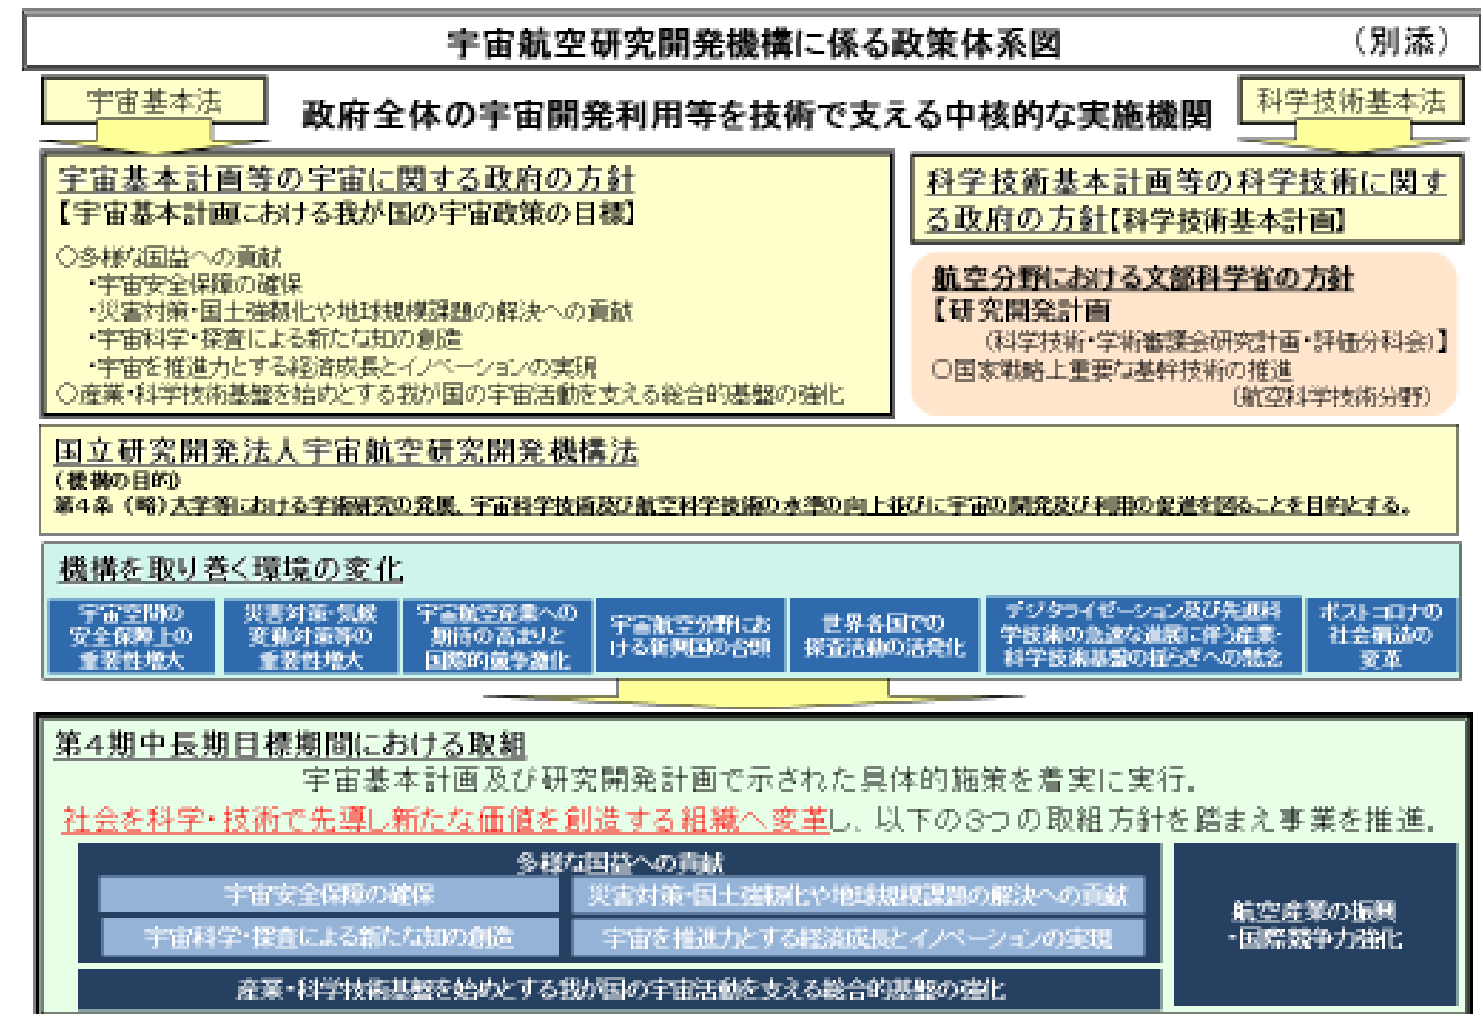 宇宙航空研究開発機構に係る政策体系図
（別添）
宇宙基本法
政府全体の宇宙開発利用等を技術で支える中核的な実施機関
科学技術基本法
宇宙基本計画等の宇宙に関する政府の方針
【宇宙基本計画における我が国の宇宙政策の目標】
○多様な国益への貢献
・宇宙安全保障の確保
・災害対策・国土強靭化や地球規模課題の解決への貢献
・宇宙科学・探査による新たな知の創造
・宇宙を推進力とする経済成長とイノベーションの実現
○産業・科学技術基盤を始めとする我が国の宇宙活動を支える総合的基盤の強化
科学技術基本計画等の科学技術に関す
る政府の方針【科学技術基本計画】
航空分野における文部科学省の方針
【研究開発計画
（科学技術・学術審議会研究計画・評価分科会）】
○国家戦略上重要な基幹技術の推進
（航空科学技術分野）
国立研究開発法人宇宙航空研究開発機構法
（機構の目的）
第４条 （略）大学等における学術研究の発展、宇宙科学技術及び航空科学技術の水準の向上並びに宇宙の開発及び利用の促進を図ることを目的とする。
機構を取り巻く環境の変化
宇宙空間の
安全保障上の
重要性増大
災害対策・気候
変動対策等の
重要性増大
宇宙航空産業への
期待の高まりと
国際的競争激化
宇宙航空分野にお
ける新興国の台頭
世界各国での
探査活動の活発化
デジタライゼーション及び先進科
学技術の急速な進展に伴う産業・
科学技術基盤の揺らぎへの懸念
ポストコロナの
社会構造の
変革
第４期中長期目標期間における取組
宇宙基本計画及び研究開発計画で示された具体的施策を着実に実行。
社会を科学・技術で先導し新たな価値を創造する組織へ変革し、以下の３つの取組方針を踏まえ事業を推進。
多様な国益への貢献
宇宙安全保障の確保
災害対策・国土強靭化や地球規模課題の解決への貢献
宇宙科学・探査による新たな知の創造
宇宙を推進力とする経済成長とイノベーションの実現
産業・科学技術基盤を始めとする我が国の宇宙活動を支える総合的基盤の強化
航空産業の振興
・国際競争力強化